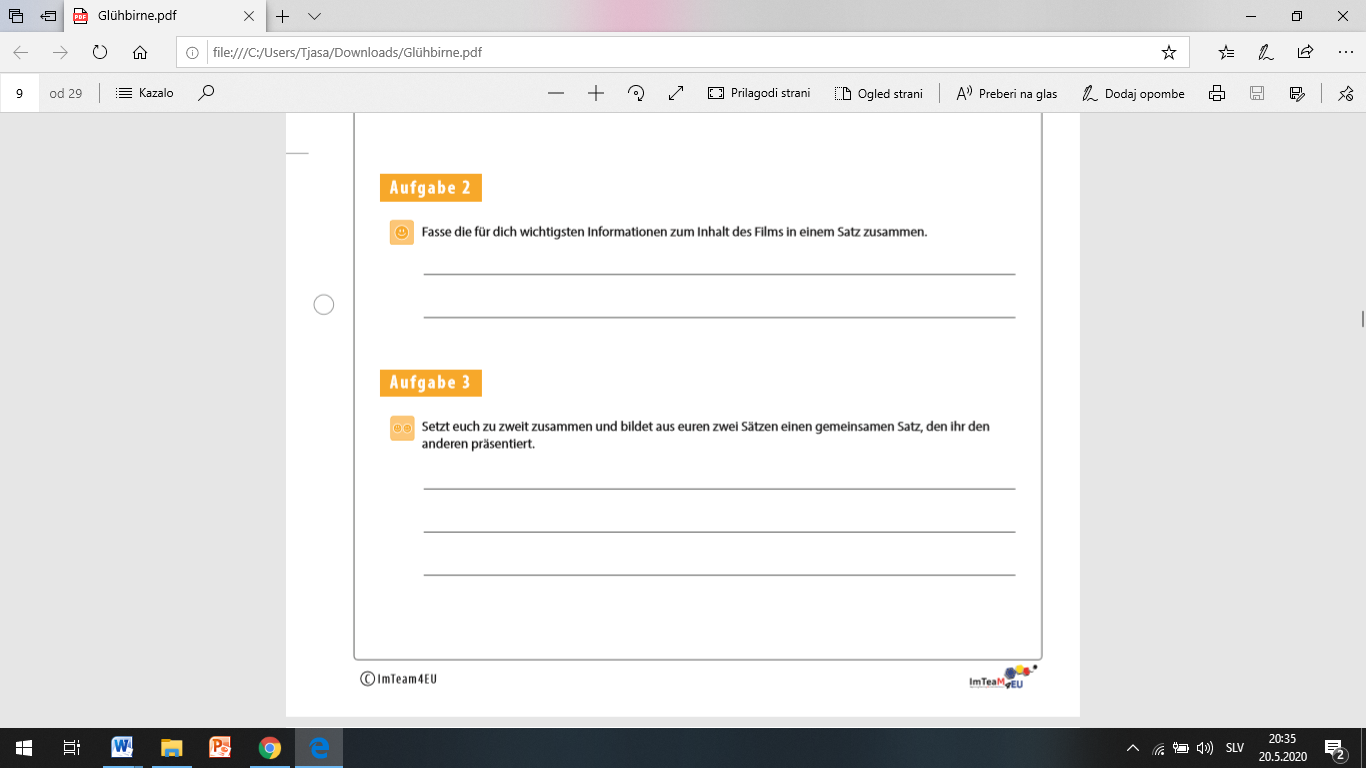 Glühbirne.pdf
file:///C:/Users/Tjasa/Downloads/Glühbirne.pdf
9 od 29 Kazalo Prilagodi strani Ogled strani Preberi na glas Dodaj opombe
Aufgabe 2
Fasse die für dich wichtigsten Informationen zum Inhalt des Films in einem Satz zusammen.
Aufgabe 3
Setzt euch zu zweit zusammen und bildet aus euren zwei Sätzen einen gemeinsamen Satz, den ihr den
anderen präsentiert.
©ImTeam4EU
ImTeaM4EU
SLV
20:35
20.5.2020
2